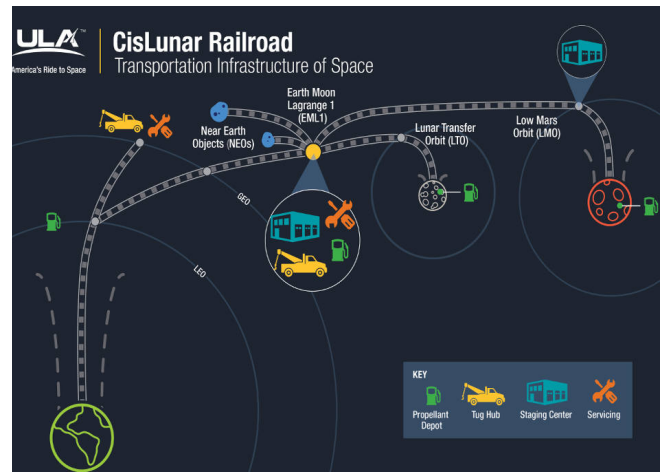 ULA™
America's Ride to Space
CisLunar Railroad
Transportation Infrastructure of Space
Earth Moon
Lagrange 1
(EML1)
Near Earth
Objects (NEOs)
Lunar Transfer
Orbit (LTO)
Low Mars
Orbit (LMO)
GEO
LEO
KEY
Propellant
Depot
Tug Hub
Staging Center
Servicing